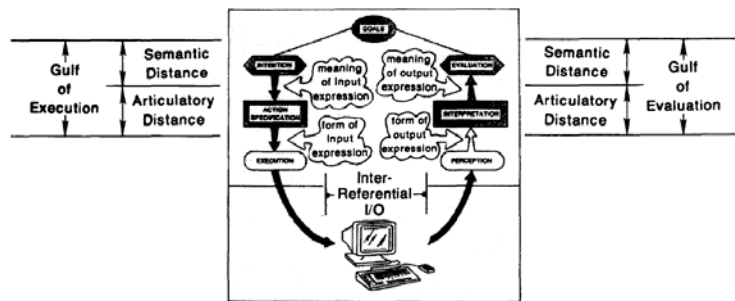 GOALS
Gulf
of
Execution
Semantic
Distance
Articulatory
Distance
INTENTION
meaning
of Input
expression
ACTION
SPECIFICATION
form of
Input
expression
EXECUTION
meaning
of output
expression
EVALUATION
INTERPRETATION
form of
output
expression
PERCEPTION
Inter-
Referential
I/O
Semantic
Distance
Articulatory
Distance
Gulf
of
Evaluation